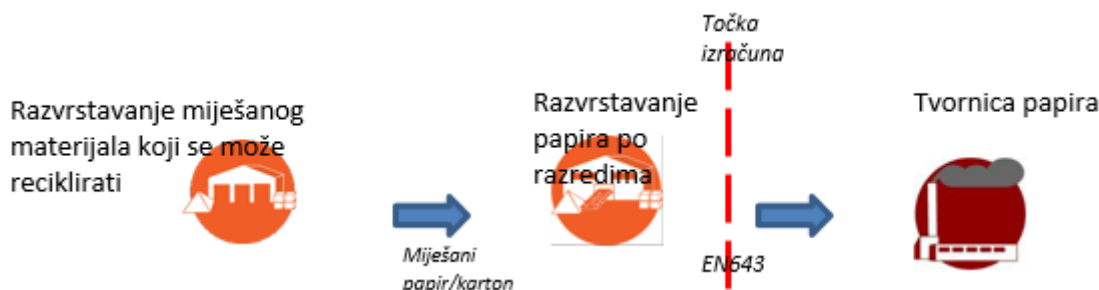 Točka
izračuna
Razvrstavanje miješanog
materijala koji se može
reciklirati
Razvrstavanje
papira po
razredima
Tvornica papira
Miješani
papir/karton
EN643